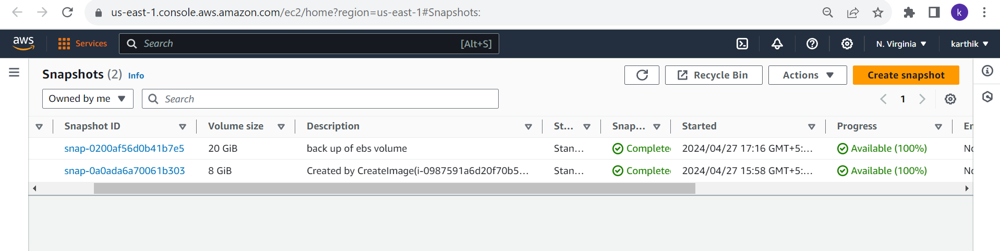 us-east-1.console.aws.amazon.com/ec2/home?region=us-east-1#Snapshots:
k
aws Services Search [Alt+S] N. Virginia karthik
Snapshots (2) Info Recycle Bin Actions Create snapshot
Owned by me Search 1
Snapshot ID Volume size Description St... Snap... Started Progress
snap-0200af56d0b41b7e5 20 GiB back up of ebs volume Stan... Complete 2024/04/27 17:16 GMT+5:... Available (100%)
snap-0a0ada6a70061b303 8 GiB Created by CreateImage(i-0987591a6d20f70b5... Stan... Complete 2024/04/27 15:58 GMT+5:... Available (100%)